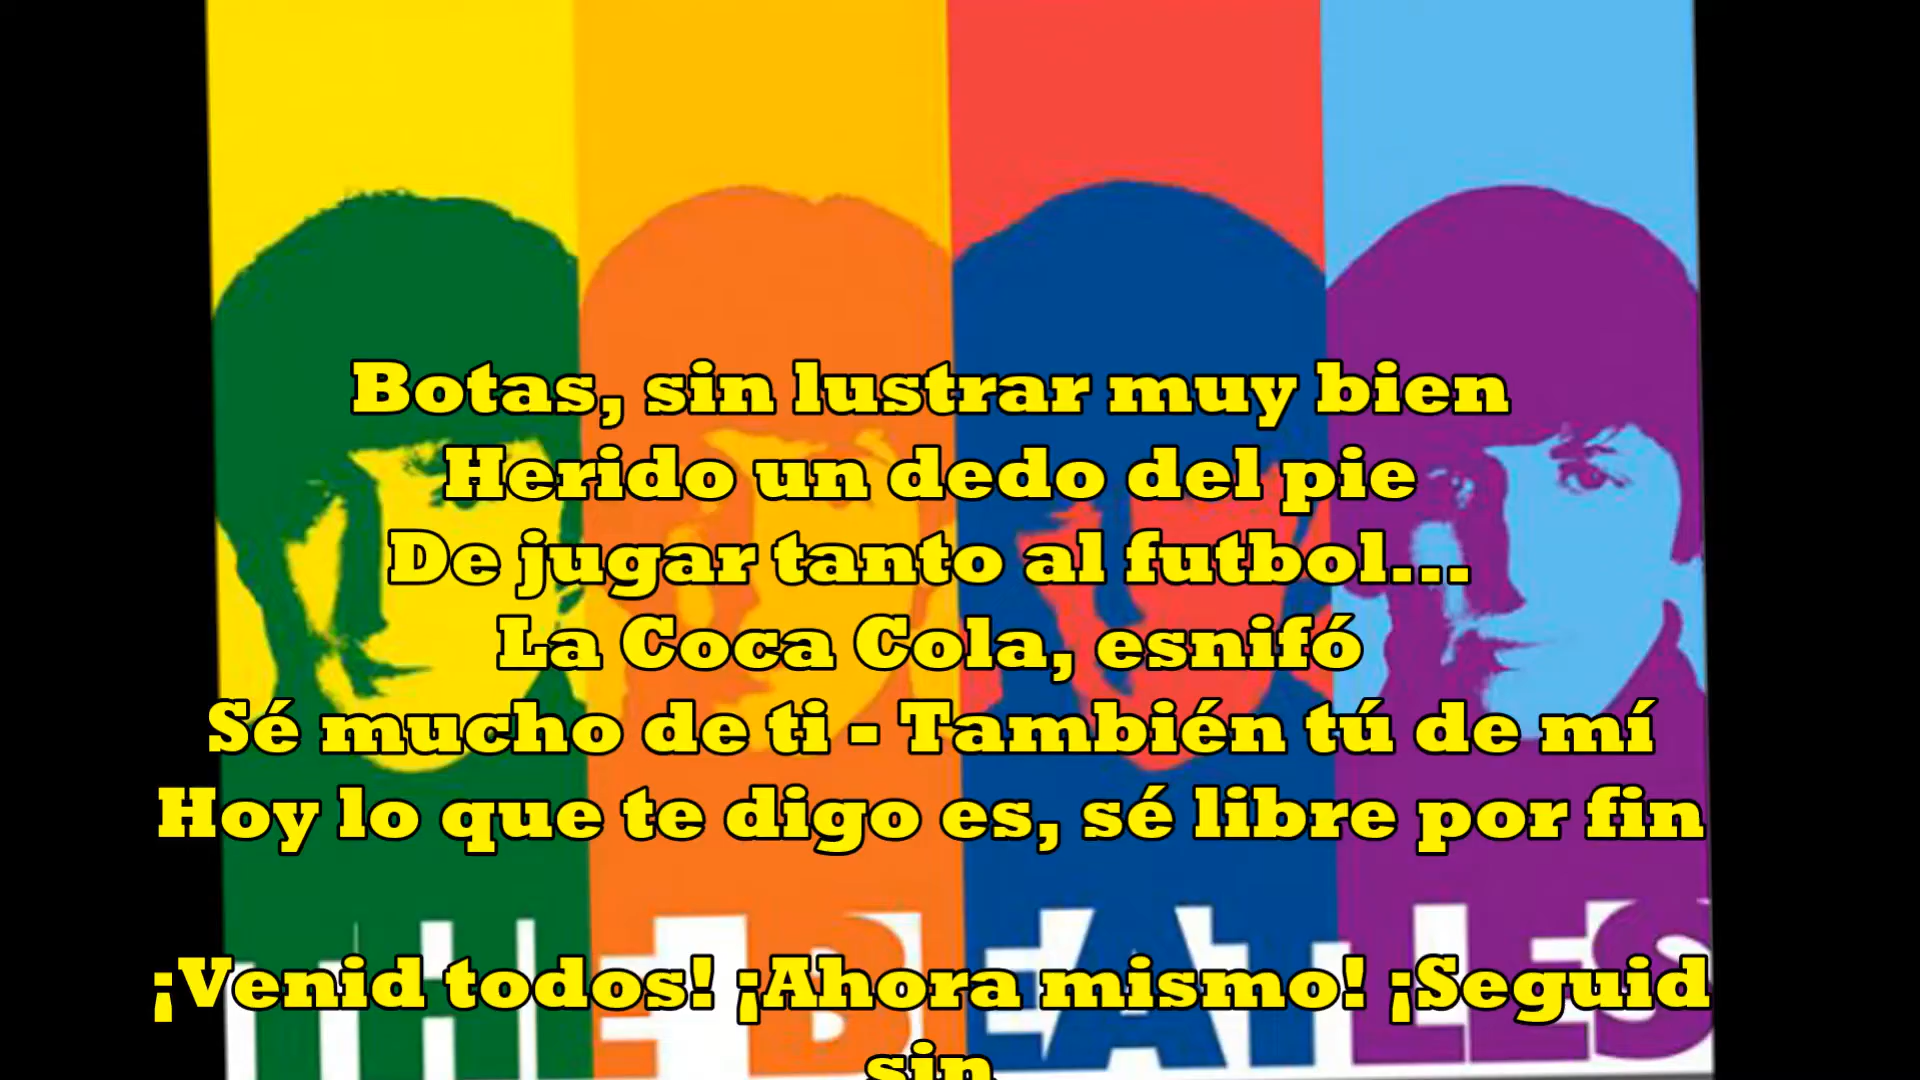 Botas, sin lustrar muy bien
Herido un dedo del pie
De jugar tanto al futbol...
La Coca Cola, esnifó
Sé mucho de ti - También tú de mí
Hoy lo que te digo es, sé libre por fin
¡Venid todos! ¡Ahora mismo! ¡Seguid
sin
THE BEATLES